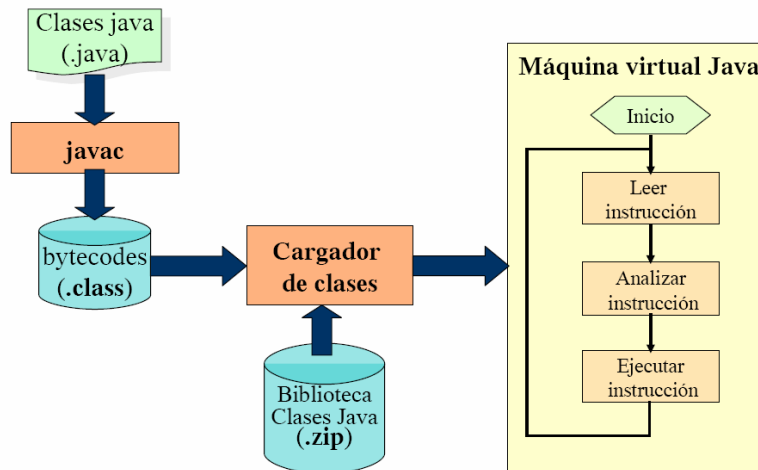 Clases java
(.java)
javac
bytecodes
(.class)
Cargador
de clases
Biblioteca
Clases Java
(.zip)
Máquina virtual Java
Inicio
Leer
instrucción
Analizar
instrucción
Ejecutar
instrucción